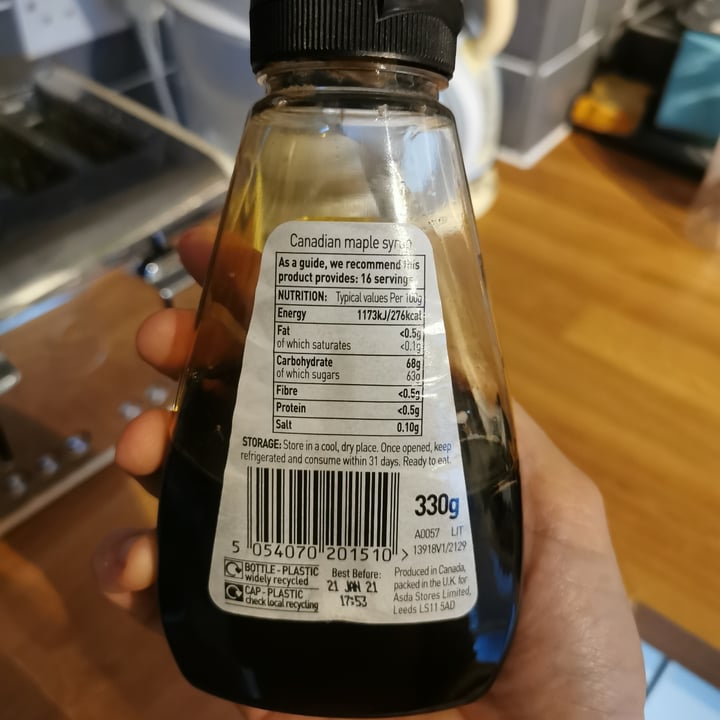 Canadian maple syrup
As a guide, we recommend this
product provides: 16 servings
NUTRITION: Typical values Per 100g
Energy 1173kJ/276kcal
Fat <0.5g
of which saturates <0.1g
Carbohydrate 68g
of which sugars 63g
Fibre <0.5g
Protein <0.5g
Salt 0.10g
STORAGE: Store in a cool, dry place. Once opened, keep
refrigerated and consume within 31 days. Ready to eat.
330g
A0057 LIT
13918V1/2129
5 054070 201510 >
BOTTLE - PLASTIC
widely recycled
CAP - PLASTIC
check local recycling
Best Before:
21 JAN 21
17:53
Produced in Canada,
packed in the U.K. for
Asda Stores Limited,
Leeds LS11 5AD